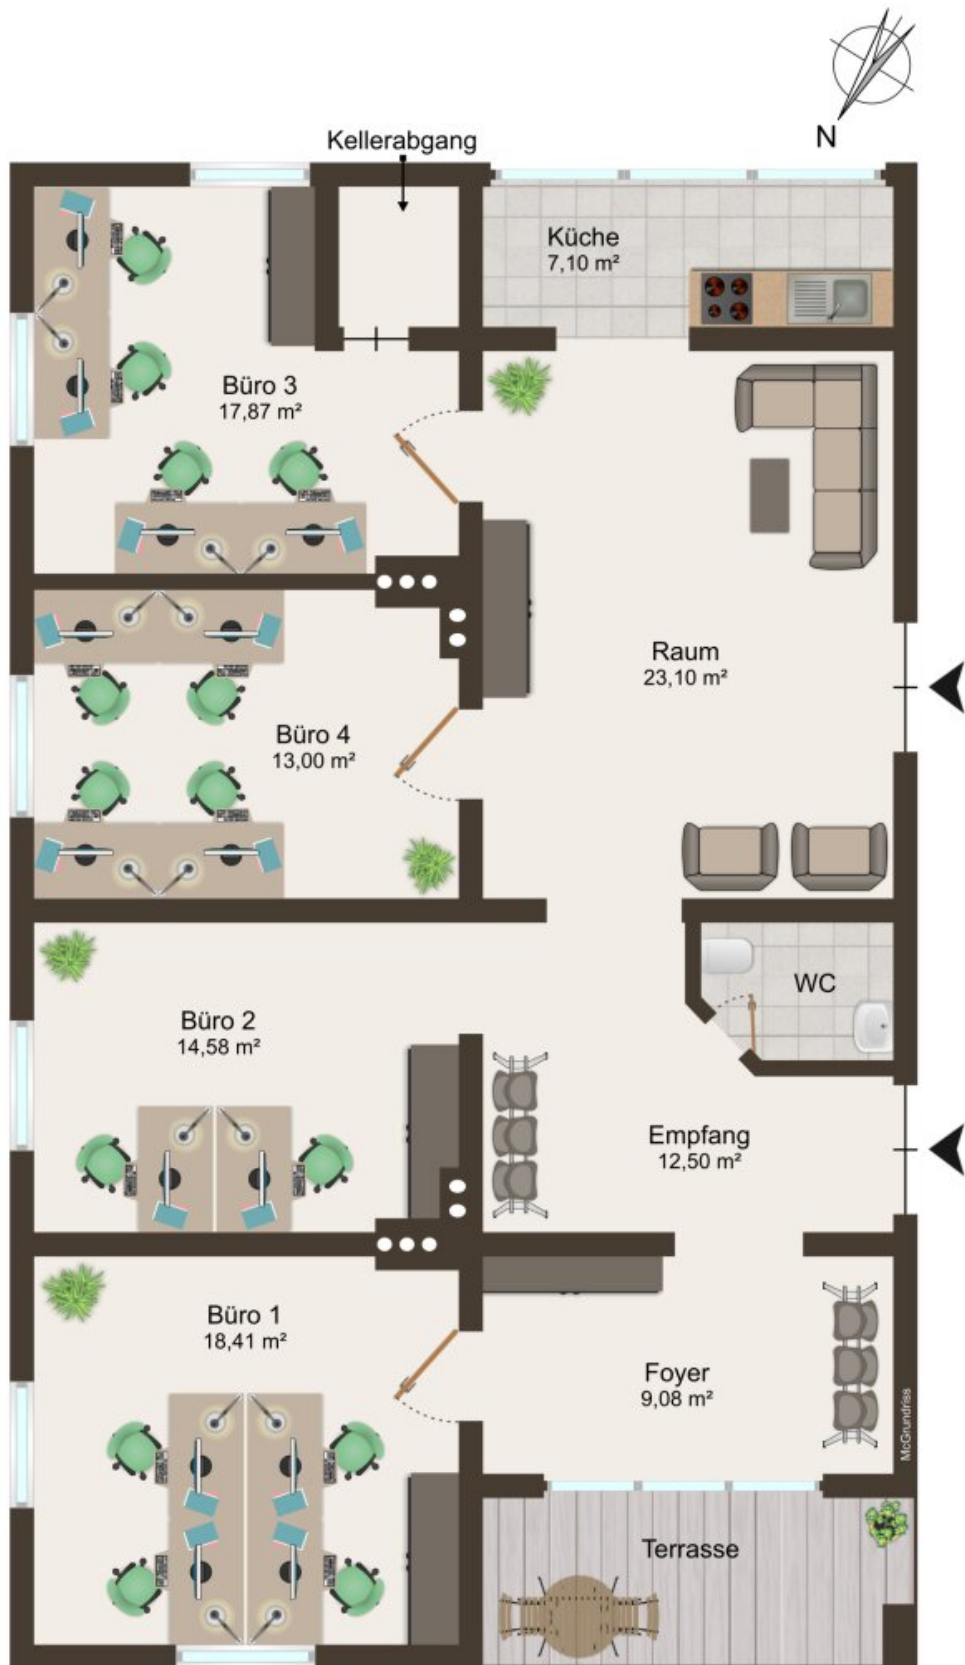 N
Kellerabgang
Küche
7,10 m²
Büro 3
17,87 m²
Raum
23,10 m²
Büro 4
13,00 m²
WC
Büro 2
14,58 m²
Empfang
12,50 m²
Büro 1
18,41 m²
Foyer
9,08 m²
McGrundriss
Terrasse